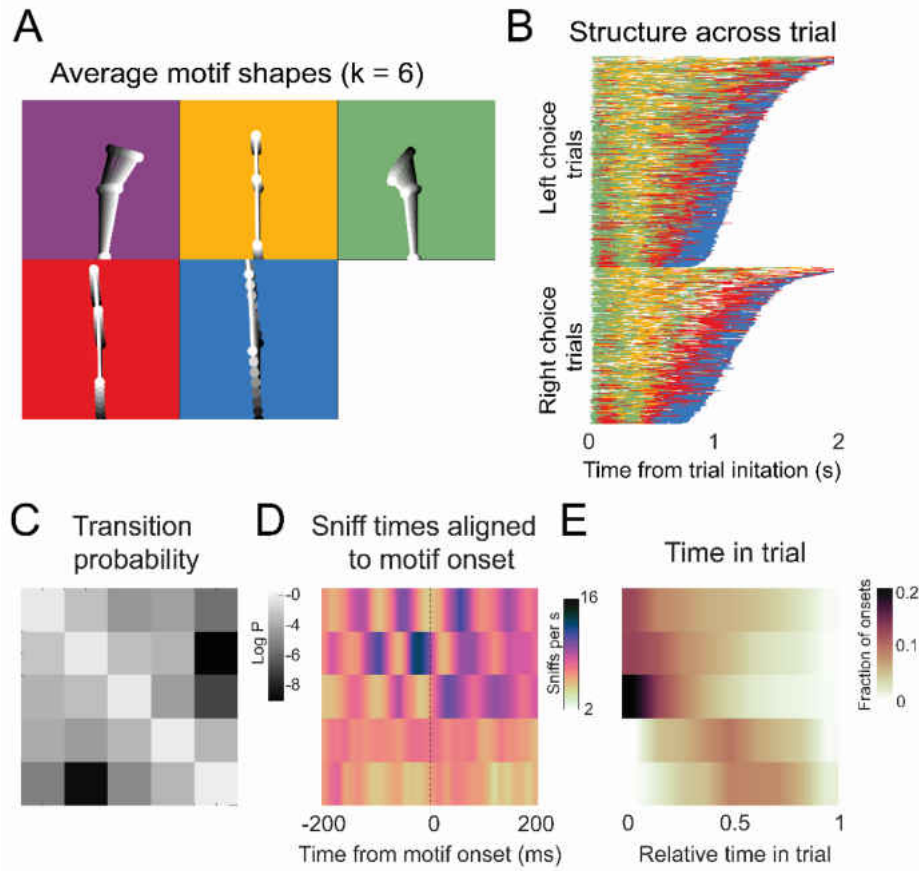 A
Average motif shapes (k = 6)
B
Structure across trial
Left choice
trials
Right choice
trials
0
1
2
Time from trial initation (s)
C
Transition
probability
-0
-2
-4
-6
-8
Log P
D
Sniff times aligned
to motif onset
16
2
Sniffs per s
-200
0
200
Time from motif onset (ms)
E
Time in trial
0.2
0.1
0
Fraction of onsets
0
0.5
1
Relative time in trial